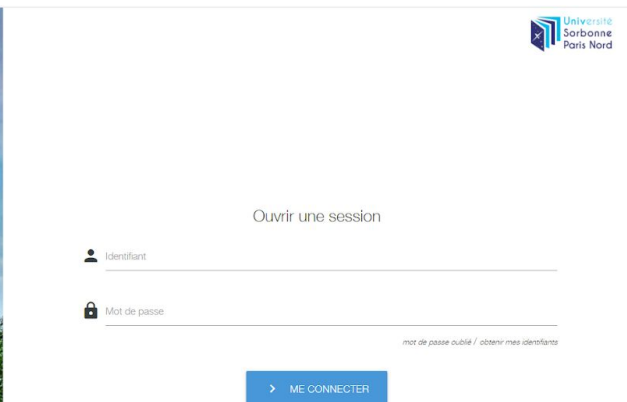 Université
Sorbonne
Paris Nord
Ouvrir une session
Identifiant
Mot de passe
mot de passe oublié / obtenir mes identifiants
ME CONNECTER